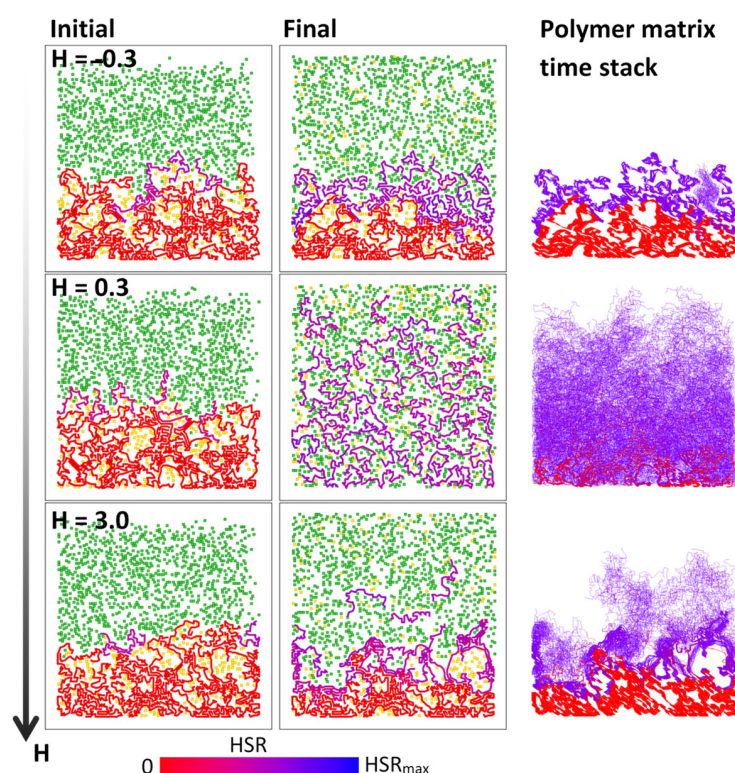 Initial
Final
Polymer matrix
time stack
H = -0.3
H = 0.3
H = 3.0
H
HSR
0
HSRmax